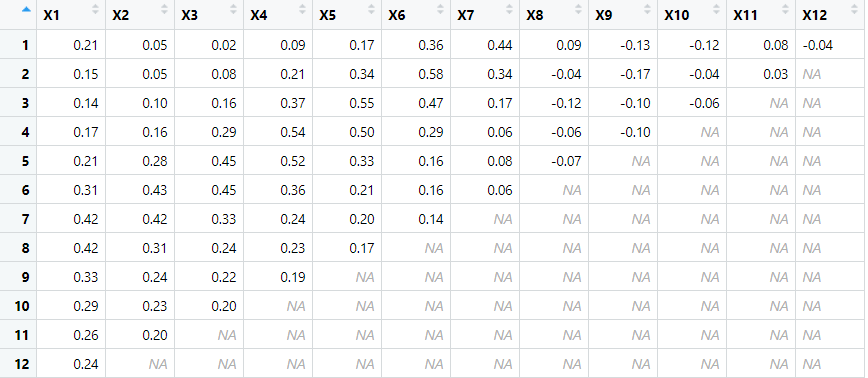 X1 X2 X3 X4 X5 X6 X7 X8 X9 X10 X11 X12
1 0.21 0.05 0.02 0.09 0.17 0.36 0.44 0.09 -0.13 -0.12 0.08 -0.04
2 0.15 0.05 0.08 0.21 0.34 0.58 0.34 -0.04 -0.17 -0.04 0.03 NA
3 0.14 0.10 0.16 0.37 0.55 0.47 0.17 -0.12 -0.10 -0.06 NA NA
4 0.17 0.16 0.29 0.54 0.50 0.29 0.06 -0.06 -0.10 NA NA NA
5 0.21 0.28 0.45 0.52 0.33 0.16 0.08 -0.07 NA NA NA NA
6 0.31 0.43 0.45 0.36 0.21 0.16 0.06 NA NA NA NA NA
7 0.42 0.42 0.33 0.24 0.20 0.14 NA NA NA NA NA NA
8 0.42 0.31 0.24 0.23 0.17 NA NA NA NA NA NA NA
9 0.33 0.24 0.22 0.19 NA NA NA NA NA NA NA NA
10 0.29 0.23 0.20 NA NA NA NA NA NA NA NA NA
11 0.26 0.20 NA NA NA NA NA NA NA NA NA NA
12 0.24 NA NA NA NA NA NA NA NA NA NA NA